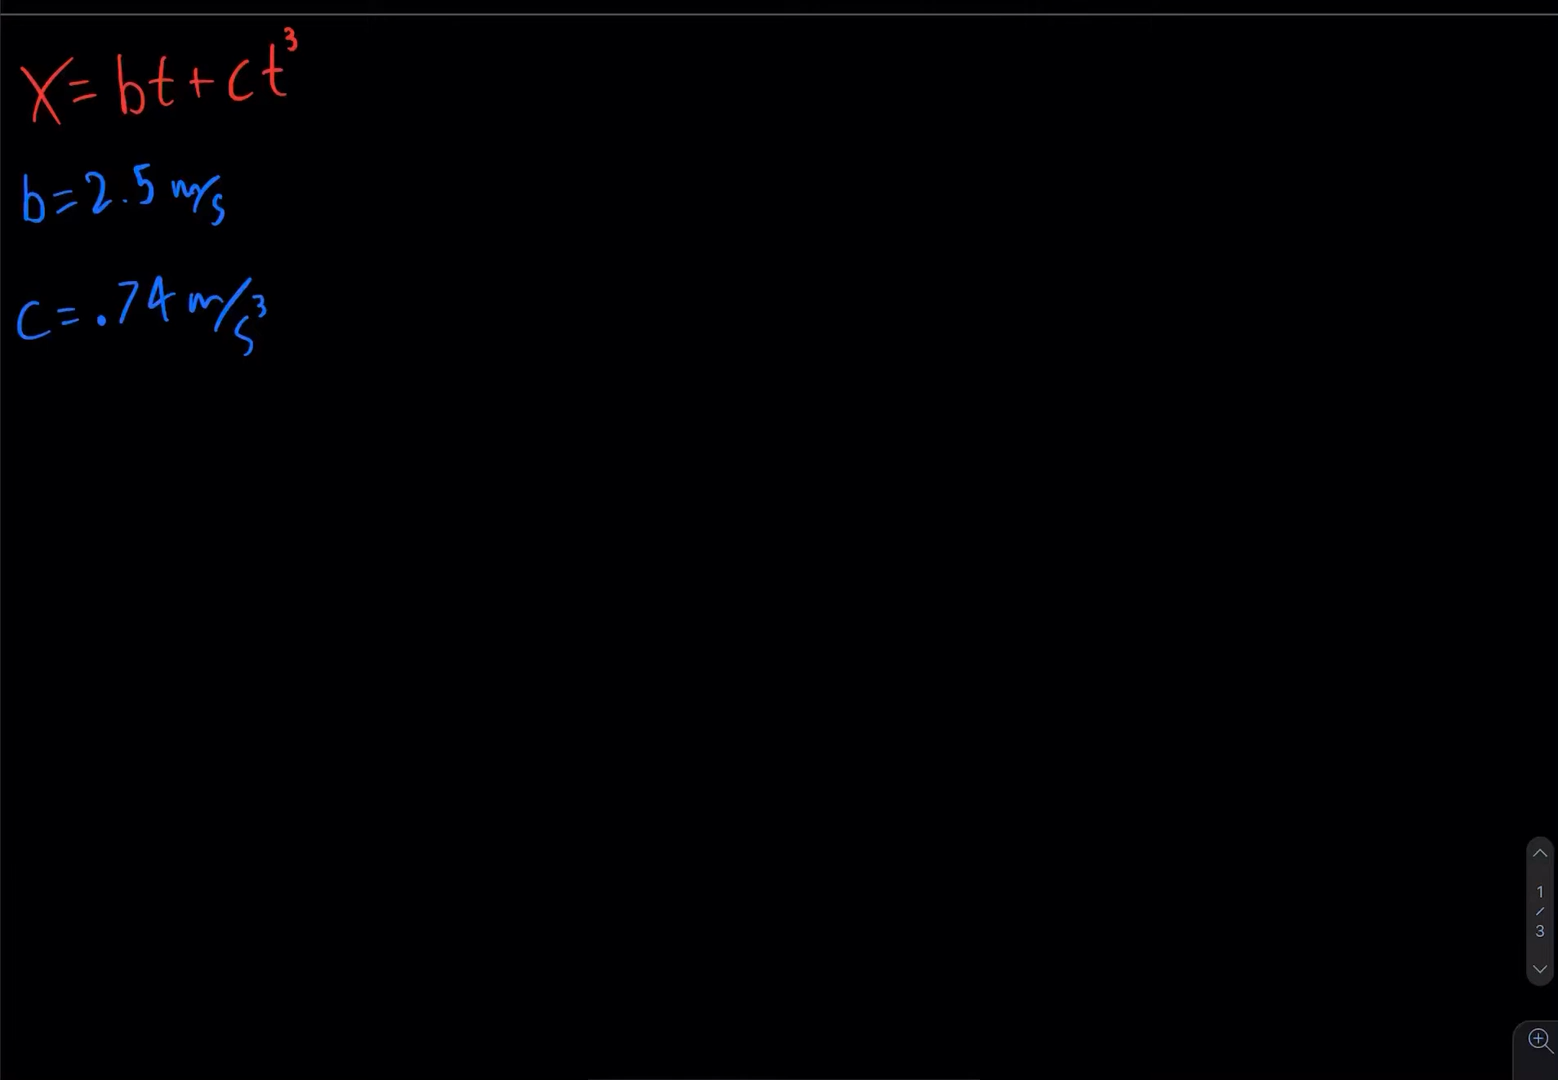 X = bt + ct³
b = 2.5 m/s
c = .74 m/s³
1
/
3